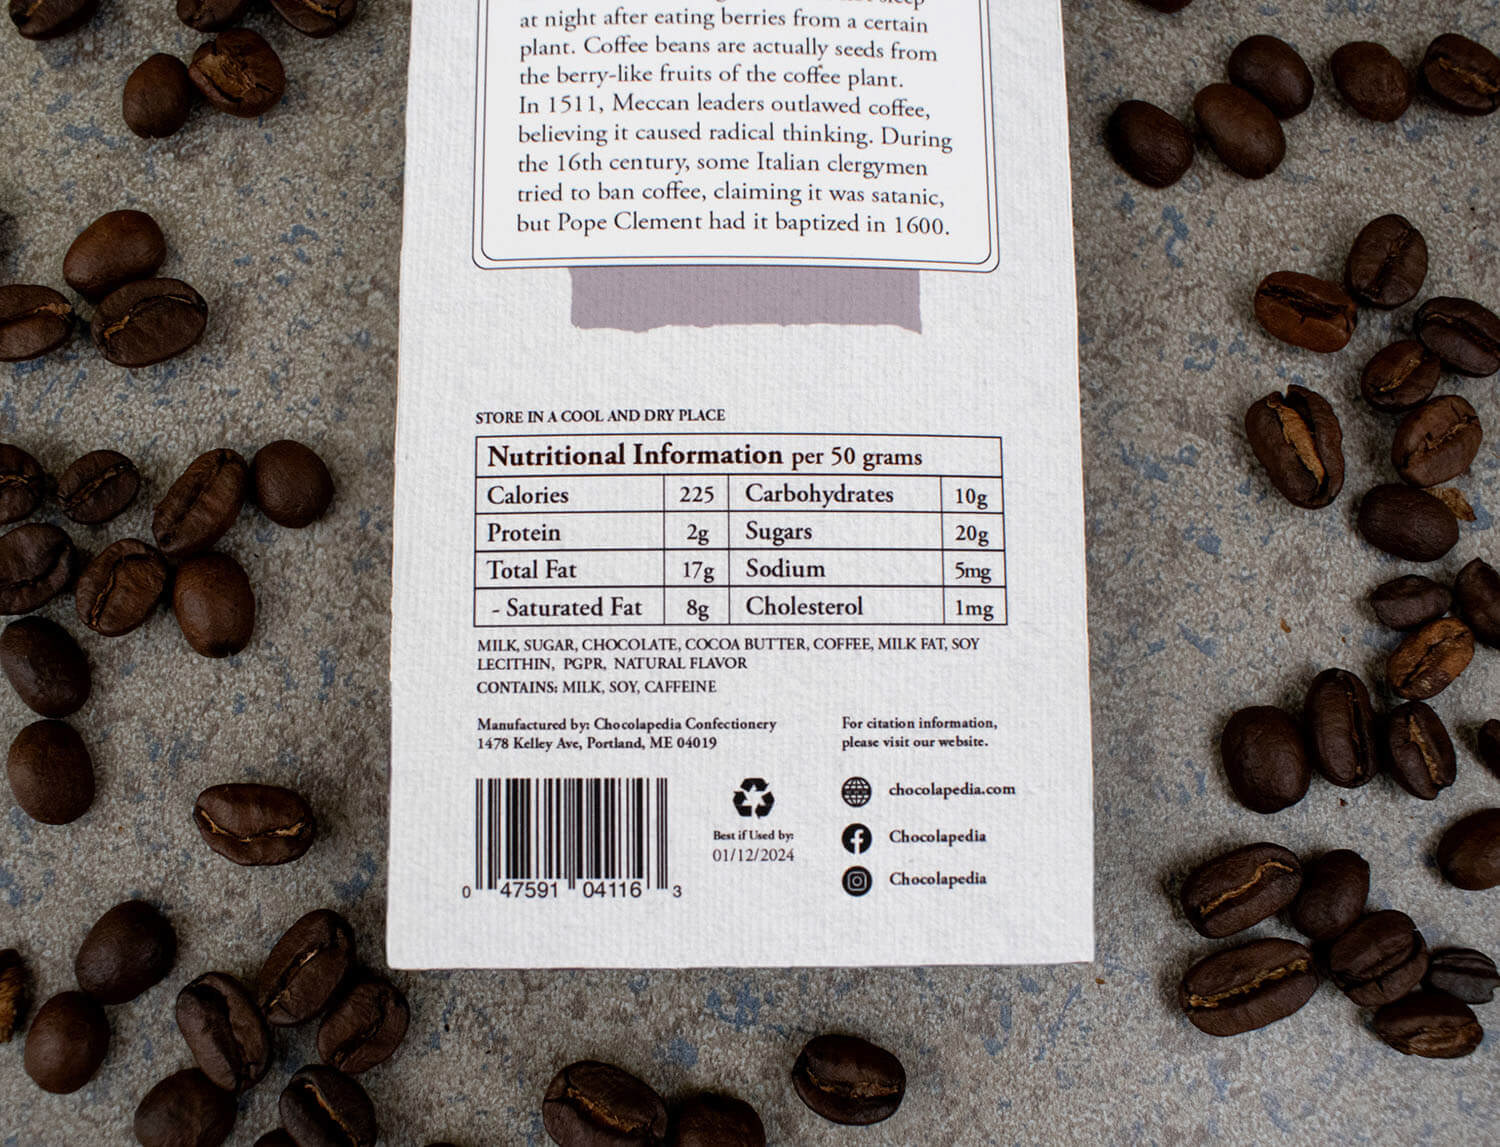 at night after eating berries from a certain
plant. Coffee beans are actually seeds from
the berry-like fruits of the coffee plant.
In 1511, Meccan leaders outlawed coffee,
believing it caused radical thinking. During
the 16th century, some Italian clergymen
tried to ban coffee, claiming it was satanic,
but Pope Clement had it baptized in 1600.
STORE IN A COOL AND DRY PLACE
Nutritional Information per 50 grams
Calories 225 Carbohydrates 10g
Protein 2g Sugars 20g
Total Fat 17g Sodium 5mg
- Saturated Fat 8g Cholesterol 1mg
MILK, SUGAR, CHOCOLATE, COCOA BUTTER, COFFEE, MILK FAT, SOY
LECITHIN, PGPR, NATURAL FLAVOR
CONTAINS: MILK, SOY, CAFFEINE
Manufactured by: Chocolapedia Confectionery
1478 Kelley Ave, Portland, ME 04019
For citation information,
please visit our website.
0 47591 04116 3
Best if Used by:
01/12/2024
chocolapedia.com
Chocolapedia
Chocolapedia